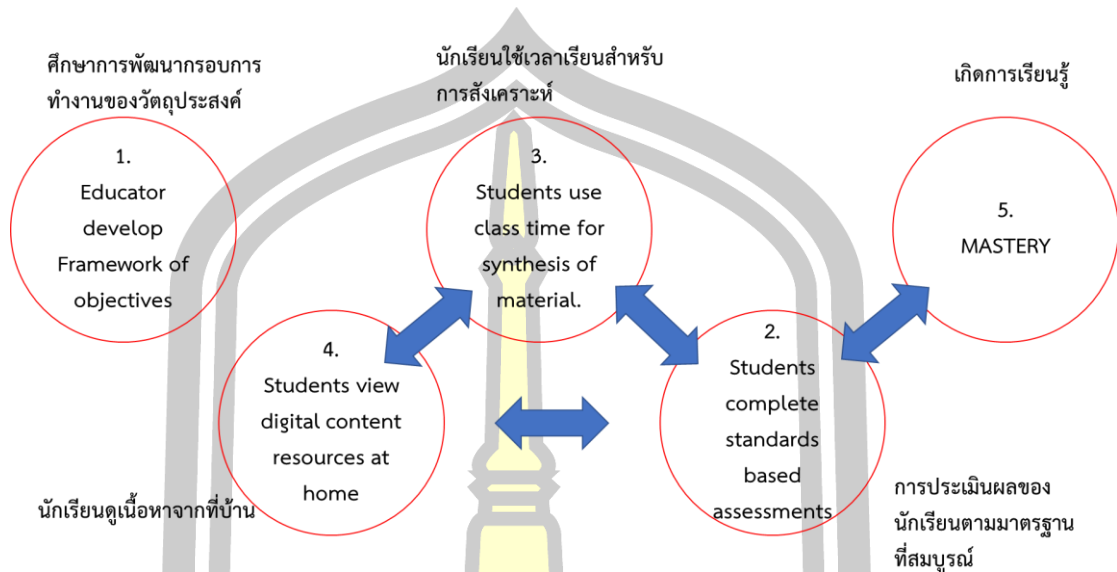 ศึกษาการพัฒนากรอบการ
ทำงานของวัตถุประสงค์
1.
Educator
develop
Framework of
objectives
นักเรียนใช้เวลาเรียนสำหรับ
การสังเคราะห์
3.
Students use
class time for
synthesis of
material.
เกิดการเรียนรู้
5.
MASTERY
4.
Students view
digital content
resources at
home
นักเรียนดูเนื้อหาจากที่บ้าน
2.
Students
complete
standards
based
assessments
การประเมินผลของ
นักเรียนตามมาตรฐาน
ที่สมบูรณ์